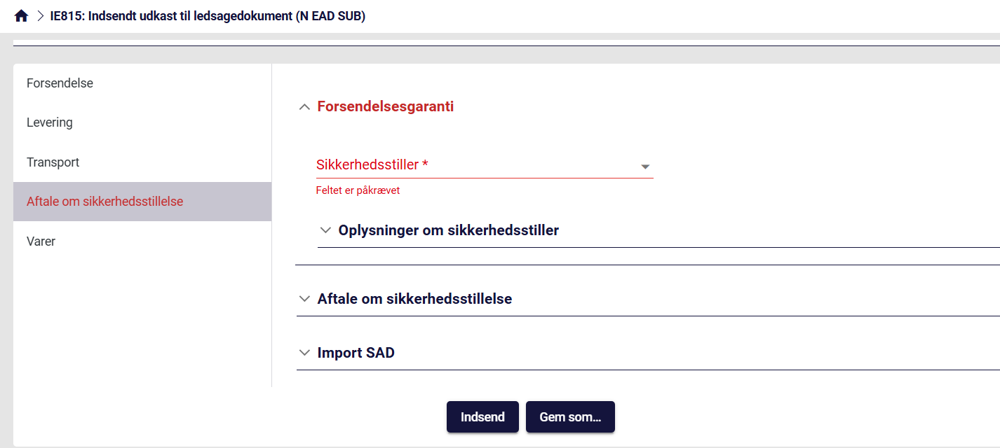 IE815: Indsendt udkast til ledsagedokument (N EAD SUB)
Forsendelse
Levering
Transport
Aftale om sikkerhedsstillelse
Varer
Forsendelsesgaranti
Sikkerhedsstiller *
Feltet er påkrævet
Oplysninger om sikkerhedsstiller
Aftale om sikkerhedsstillelse
Import SAD
Indsend
Gem som...